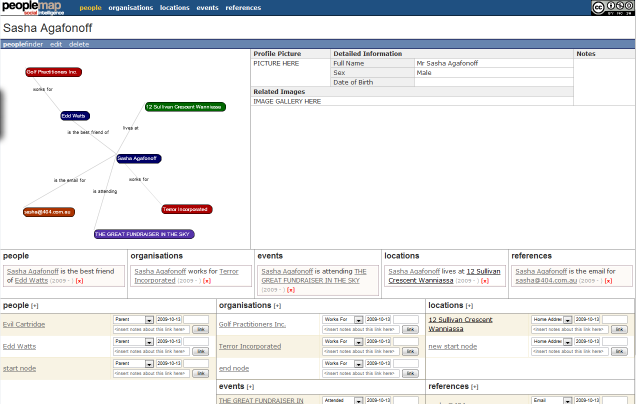 peoplemap
social intelligence
people organisations locations events references
Sasha Agafonoff
peoplefinder edit delete
Golf Practitioners Inc.
works for
Edd Watts
12 Sullivan Crescent Wanniassa
is the best friend of
lives at
Sasha Agafonoff
is the email for
works for
is attending
sasha@404.com.au
Terror Incorporated
THE GREAT FUNDRAISER IN THE SKY
Profile Picture Detailed Information Notes
PICTURE HERE Full Name Mr Sasha Agafonoff
Sex Male
Date of Birth
Related Images
IMAGE GALLERY HERE
people organisations events locations references
Sasha Agafonoff is the best friend of Edd Watts (2009 - ) [x]
Sasha Agafonoff works for Terror Incorporated (2009 - ) [x]
Sasha Agafonoff is attending THE GREAT FUNDRAISER IN THE SKY (2009 - ) [x]
Sasha Agafonoff lives at 12 Sullivan Crescent Wanniassa (2009 - ) [x]
Sasha Agafonoff is the email for sasha@404.com.au (2009 - ) [x]
people [+]
Evil Cartridge Parent 2009-10-13
<insert notes about this link here> link
Edd Watts Parent 2009-10-13
<insert notes about this link here> link
start node Parent 2009-10-13
<insert notes about this link here> link
organisations [+]
Golf Practitioners Inc. Works For 2009-10-13
<insert notes about this link here> link
Terror Incorporated Works For 2009-10-13
<insert notes about this link here> link
end node Works For 2009-10-13
<insert notes about this link here> link
locations [+]
12 Sullivan Crescent Wanniassa Home Addres 2009-10-13
<insert notes about this link here> link
new start node Home Addres 2009-10-13
<insert notes about this link here> link
events [+]
THE GREAT FUNDRAISER IN Attended 2009-10-13
references [+]
Email 2009-10-13